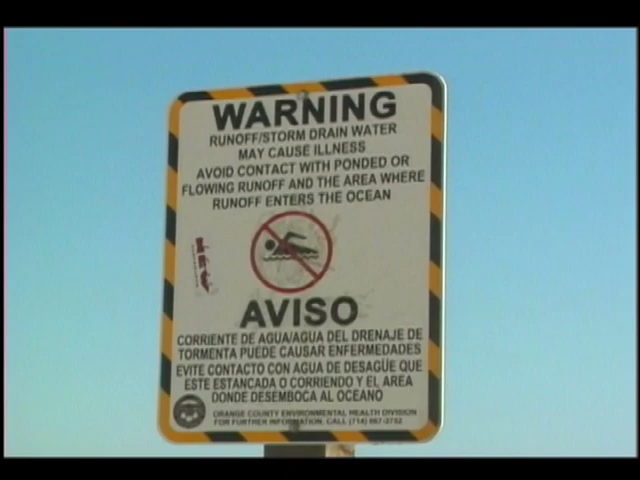 WARNING
RUNOFF/STORM DRAIN WATER
MAY CAUSE ILLNESS
AVOID CONTACT WITH PONDED OR
FLOWING RUNOFF AND THE AREA WHERE
RUNOFF ENTERS THE OCEAN
AVISO
CORRIENTE DE AGUA/AGUA DEL DRENAJE DE
TORMENTA PUEDE CAUSAR ENFERMEDADES
EVITE CONTACTO CON AGUA DE DESAGÜE QUE
ESTE ESTANCADA O CORRIENDO Y EL AREA
DONDE DESEMBOCA AL OCEANO
ORANGE COUNTY ENVIRONMENTAL HEALTH DIVISION
FOR FURTHER INFORMATION, CALL (714)